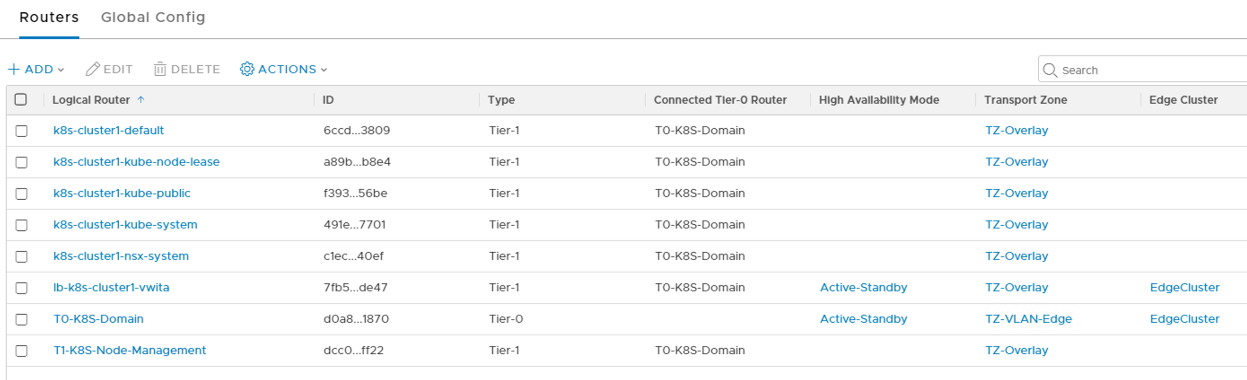 Routers Global Config
+ ADD EDIT DELETE ACTIONS Search
Logical Router ↑ ID Type Connected Tier-0 Router High Availability Mode Transport Zone Edge Cluster
k8s-cluster1-default 6ccd...3809 Tier-1 T0-K8S-Domain TZ-Overlay
k8s-cluster1-kube-node-lease a89b...b8e4 Tier-1 T0-K8S-Domain TZ-Overlay
k8s-cluster1-kube-public f393...56be Tier-1 T0-K8S-Domain TZ-Overlay
k8s-cluster1-kube-system 491e...7701 Tier-1 T0-K8S-Domain TZ-Overlay
k8s-cluster1-nsx-system c1ec...40ef Tier-1 T0-K8S-Domain TZ-Overlay
lb-k8s-cluster1-vwita 7fb5...de47 Tier-1 T0-K8S-Domain Active-Standby TZ-Overlay EdgeCluster
T0-K8S-Domain d0a8...1870 Tier-0 Active-Standby TZ-VLAN-Edge EdgeCluster
T1-K8S-Node-Management dcc0...ff22 Tier-1 T0-K8S-Domain TZ-Overlay